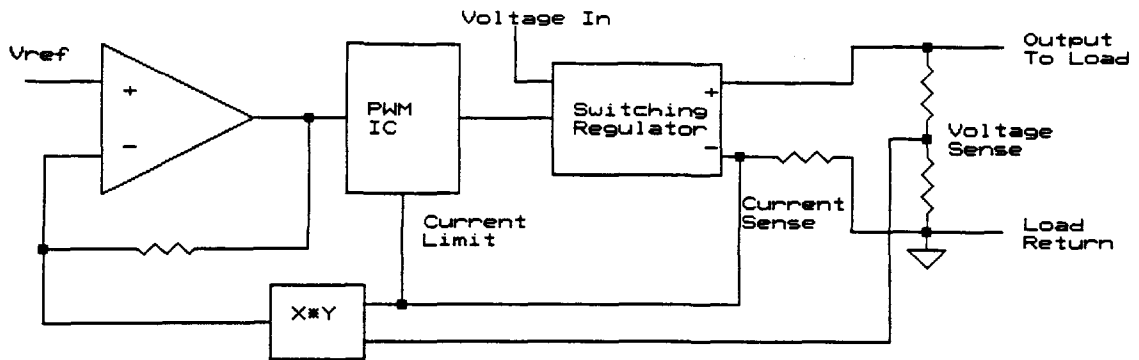 Voltage In
Vref
Output
To Load
+
PWM
IC
Switching
Regulator
+
−
−
Voltage
Sense
Current
Limit
Current
Sense
Load
Return
X*Y